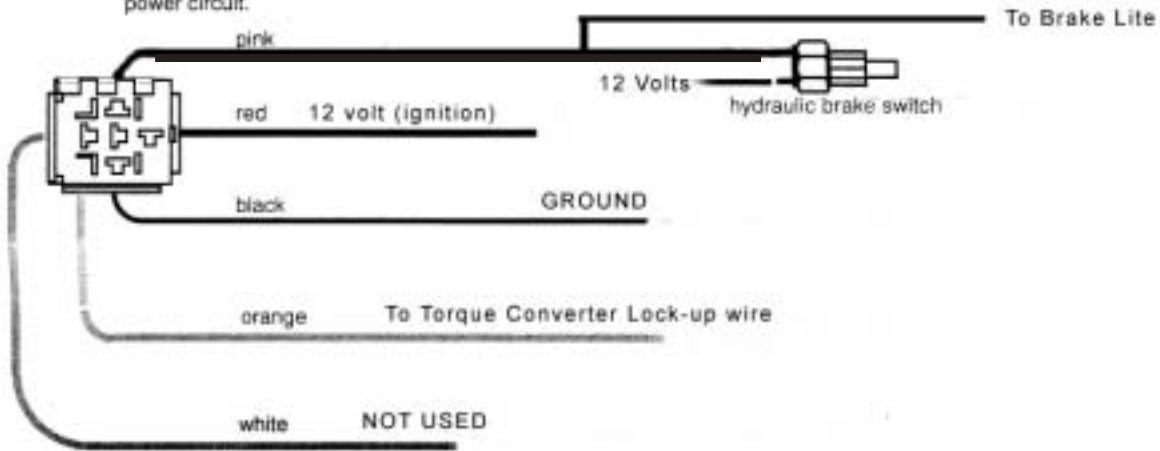 power circuit.
To Brake Lite
pink
12 Volts
hydraulic brake switch
red 12 volt (ignition)
black GROUND
orange To Torque Converter Lock-up wire
white NOT USED